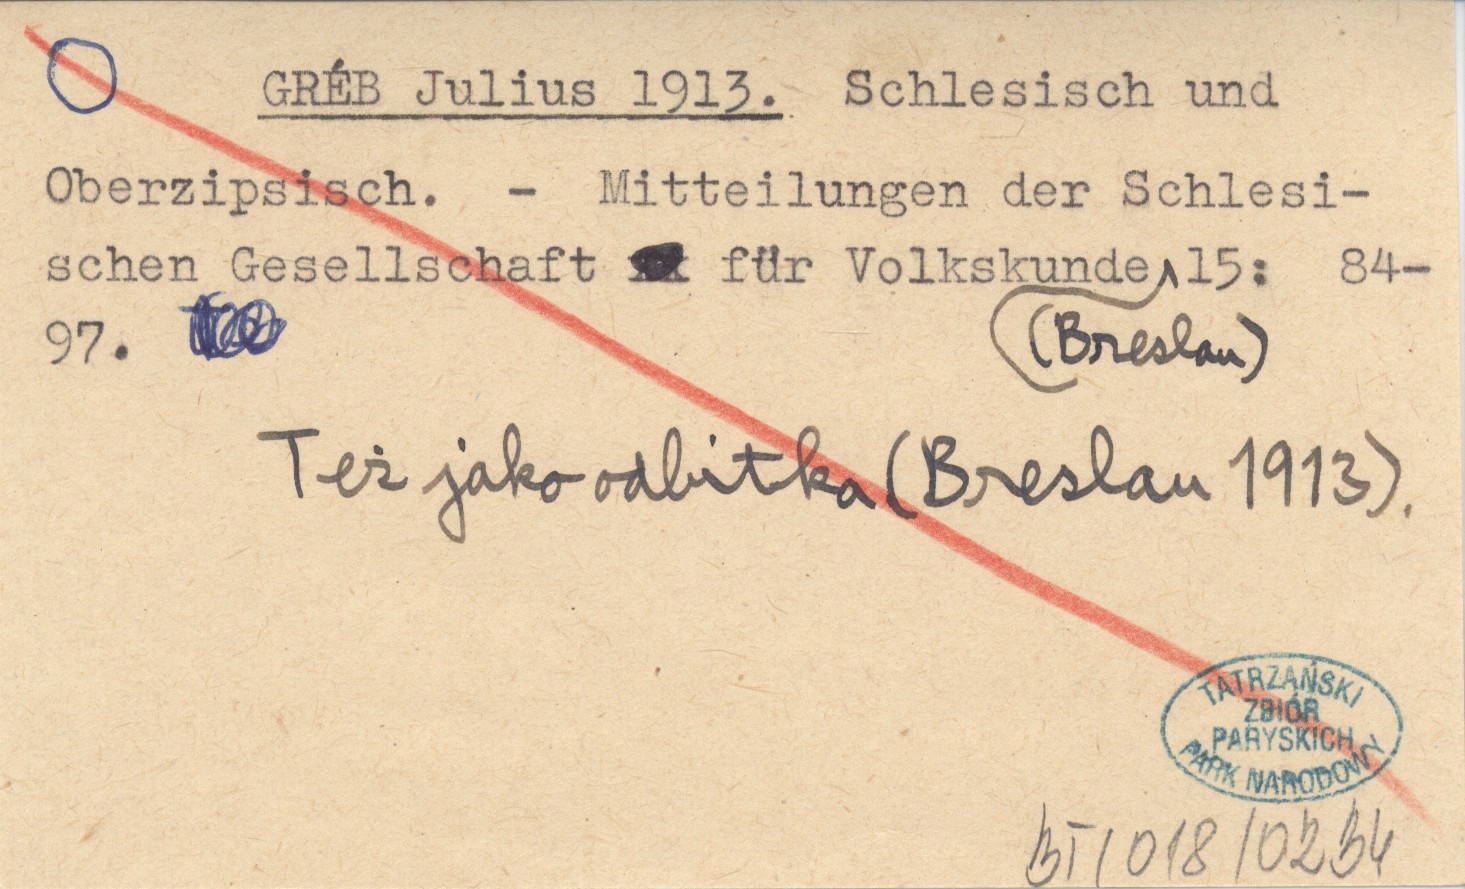 GRÉB Julius 1913. Schlesisch und
Oberzipsisch. - Mitteilungen der Schlesi-
schen Gesellschaft für Volkskunde 15: 84-
97. (Breslau)
Też jako odbitka (Breslau 1913).
TATRZAŃSKI
ZBIÓR
PARYSKICH
PARK NARODOWY
BT/018/0234